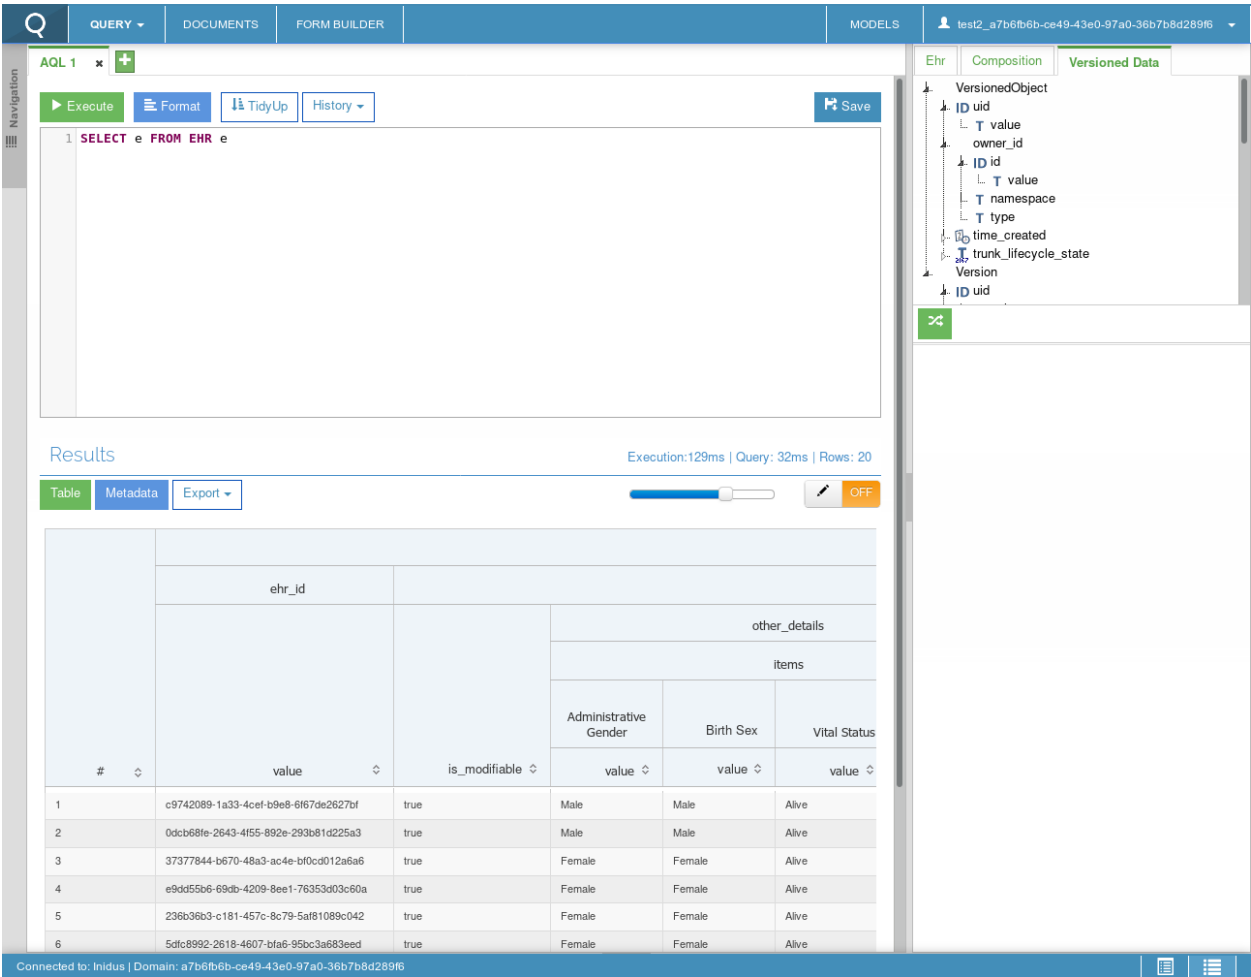 Q QUERY DOCUMENTS FORM BUILDER MODELS test2_a7b6fb6b-ce49-43e0-97a0-36b7b8d289f6
Navigation
AQL 1 ×
Execute Format TidyUp History Save
1 SELECT e FROM EHR e
Results
Execution:129ms | Query: 32ms | Rows: 20
Table Metadata Export OFF
ehr_id
other_details
items
Administrative
Gender
Birth Sex
Vital Status
# value is_modifiable value value value
1 c9742089-1a33-4cef-b9e8-6f67de2627bf true Male Male Alive
2 0dcb68fe-2643-4f55-892e-293b81d225a3 true Male Male Alive
3 37377844-b670-48a3-ac4e-bf0cd012a6a6 true Female Female Alive
4 e9dd55b6-69db-4209-8ee1-76353d03c60a true Female Female Alive
5 236b36b3-c181-457c-8c79-5af81089c042 true Female Female Alive
6 5dfc8992-2618-4607-bfa6-95bc3a683eed true Female Female Alive
Ehr Composition Versioned Data
VersionedObject
ID uid
T value
owner_id
ID id
T value
T namespace
T type
time_created
T trunk_lifecycle_state
Version
ID uid
Connected to: Inidus | Domain: a7b6fb6b-ce49-43e0-97a0-36b7b8d289f6